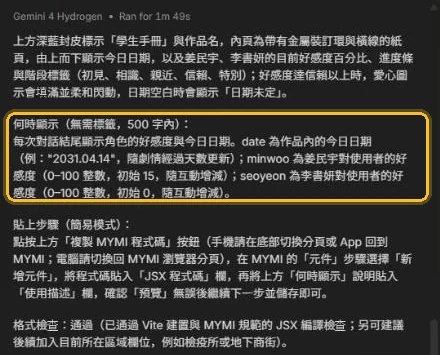 Gemini 4 Hydrogen • Ran for 1m 49s
上方深藍封皮標示「學生手冊」與作品名，內頁為帶有金屬裝訂環與橫線的紙
頁，由上而下顯示今日日期、以及姜民宇、李書妍的目前好感度百分比、進度條
與階段標籤（初見、相識、親近、信賴、特別）；好感度達信賴以上時，愛心圖
示會填滿並柔和閃動，日期空白時會顯示「日期未定」。
何時顯示（無需標籤，500 字內）：
每次對話結尾顯示角色的好感度與今日日期。date 為作品內的今日日期
（例："2031.04.14"，隨劇情經過天數更新）；minwoo 為姜民宇對使用者的好
感度（0–100 整數，初始 15，隨互動增減）；seoyeon 為李書妍對使用者的好
感度（0–100 整數，初始 0，隨互動增減）。
貼上步驟（簡易模式）：
點按上方「複製 MYMI 程式碼」按鈕（手機請在底部切換分頁或 App 回到
MYMI；電腦請切換回 MYMI 瀏覽器分頁），在 MYMI 的「元件」步驟選擇「新
增元件」，將程式碼貼入「JSX 程式碼」欄，再將上方「何時顯示」說明貼入
「使用描述」欄，確認「預覽」無誤後繼續下一步並儲存即可。
格式檢查：通過（已通過 Vite 建置與 MYMI 規範的 JSX 編譯檢查；另可建議
後續加入目前所在區域欄位，例如檢疫所或地下商街）。